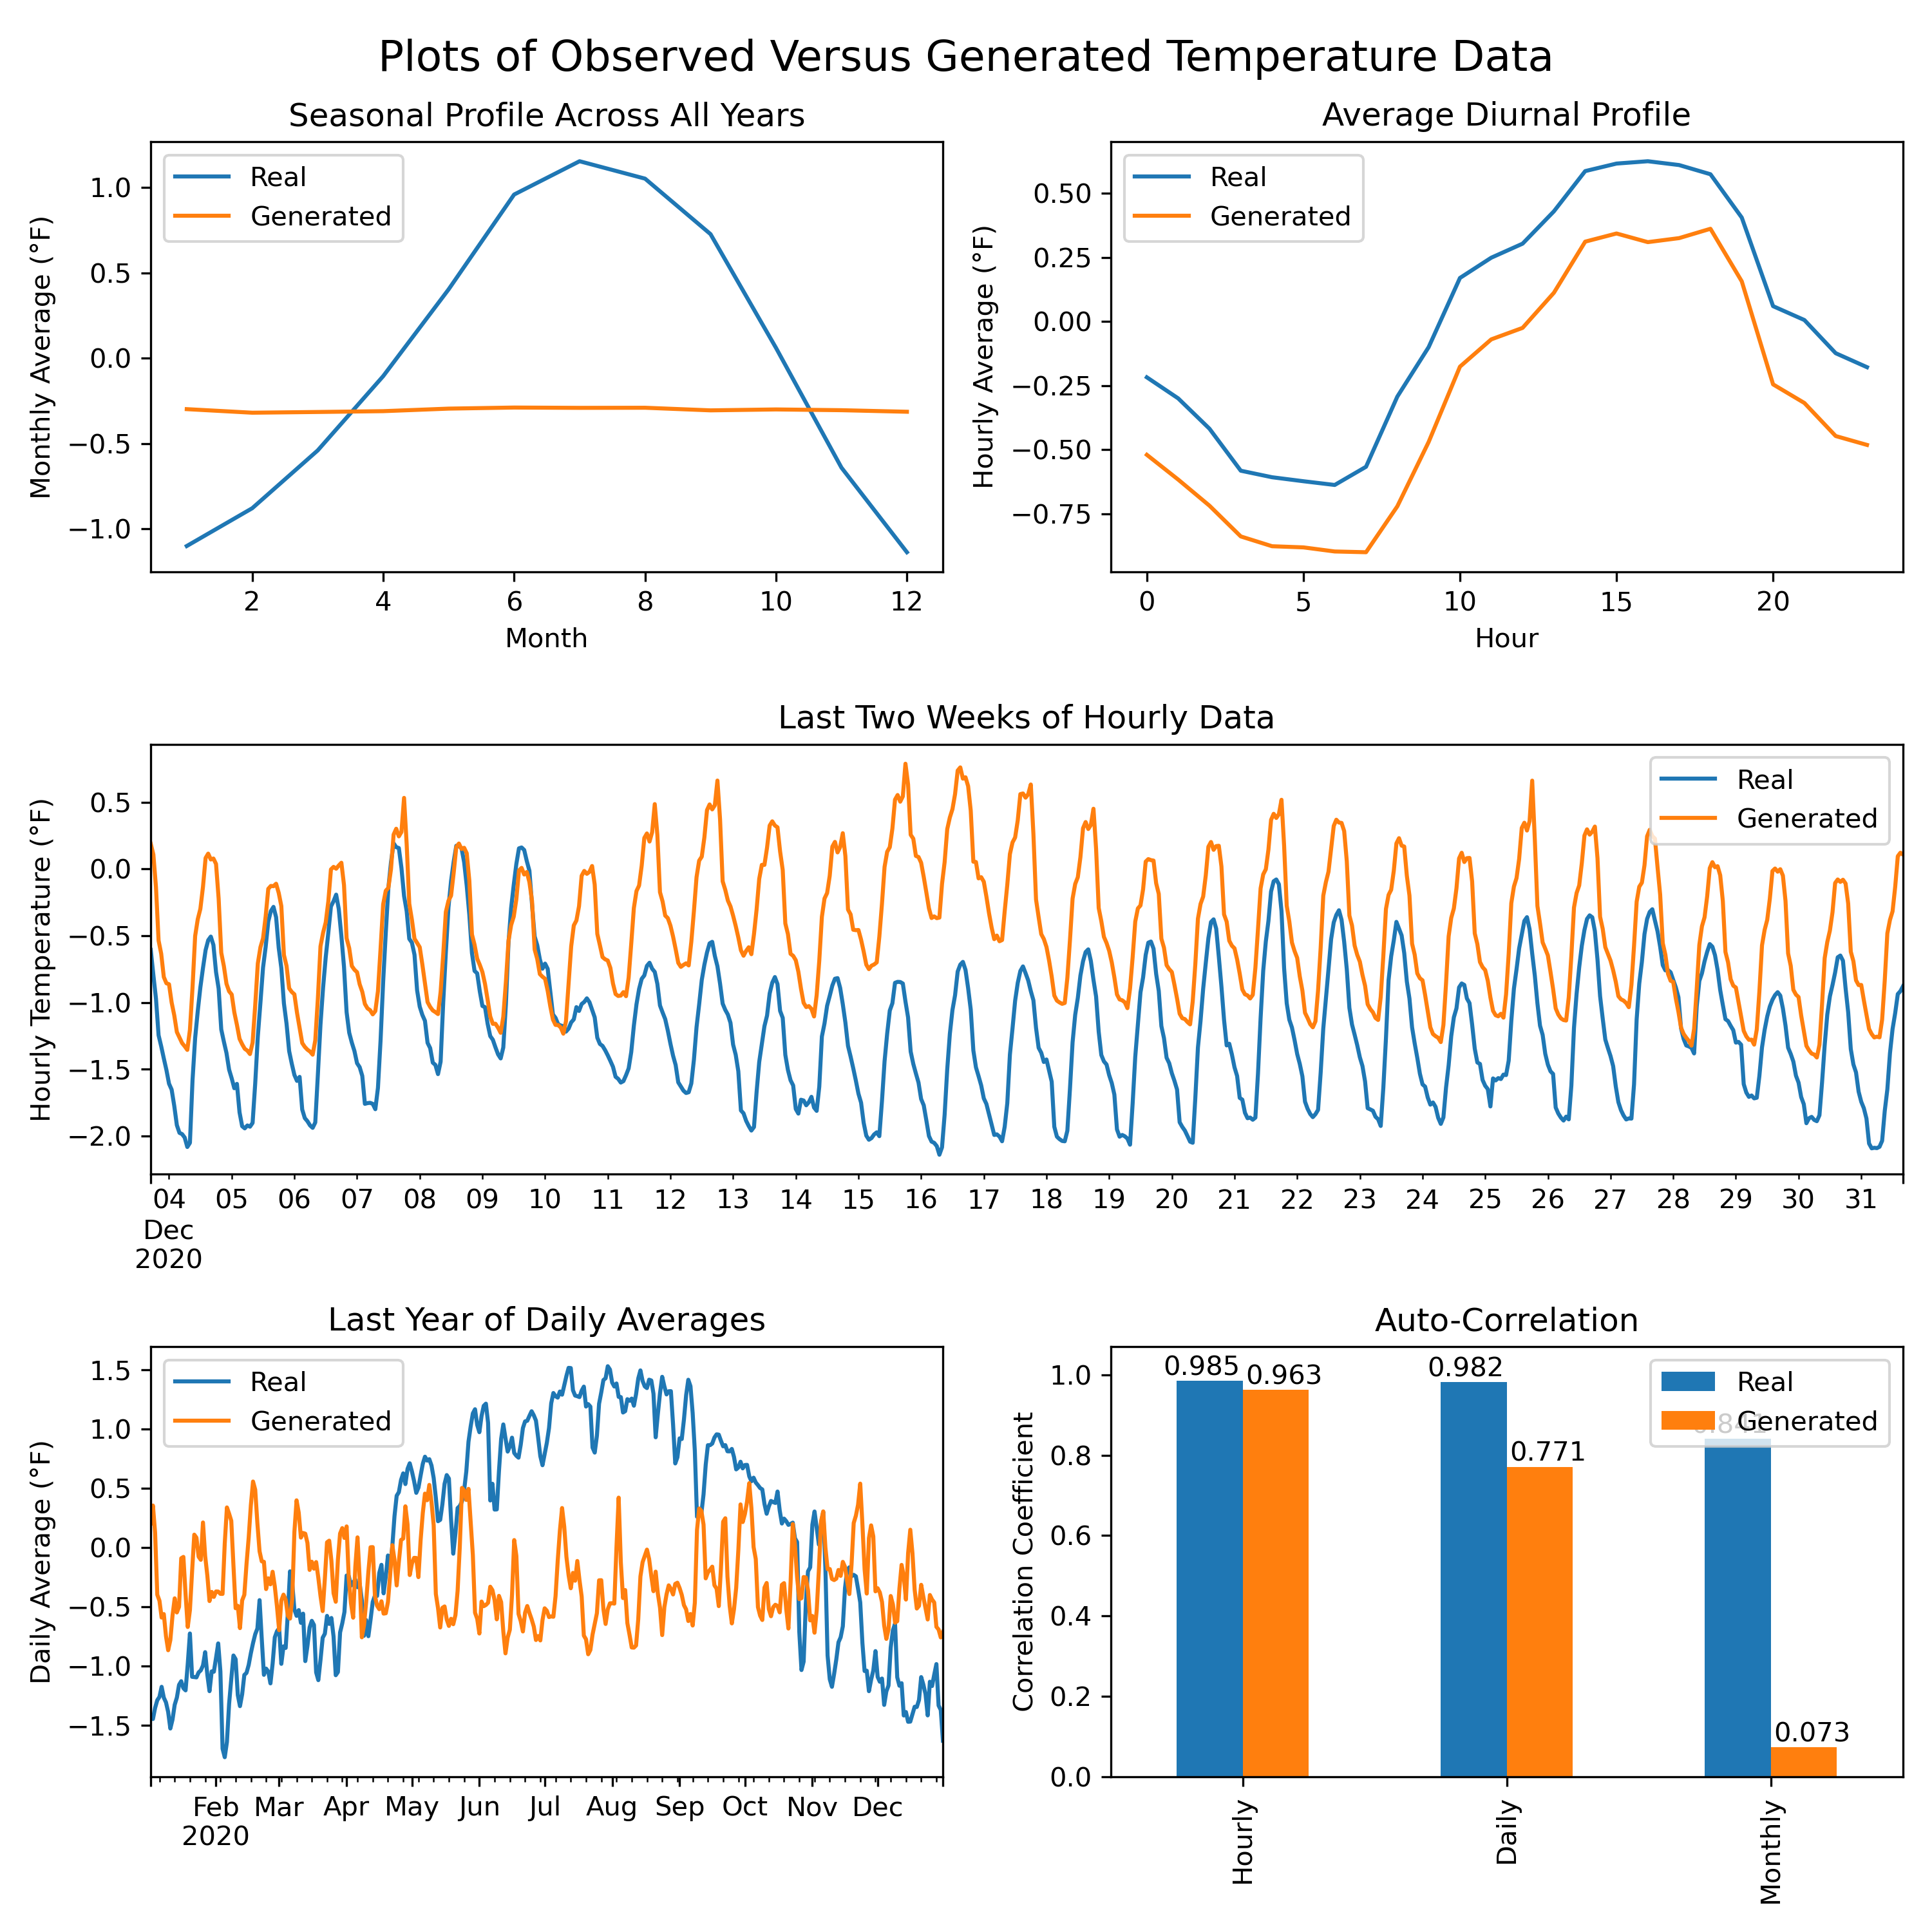 Plots of Observed Versus Generated Temperature Data
Seasonal Profile Across All Years
Real
Generated
Monthly Average (°F)
1.0
0.5
0.0
−0.5
−1.0
2 4 6 8 10 12
Month
Average Diurnal Profile
Real
Generated
Hourly Average (°F)
0.50
0.25
0.00
−0.25
−0.50
−0.75
0 5 10 15 20
Hour
Last Two Weeks of Hourly Data
Real
Generated
Hourly Temperature (°F)
0.5
0.0
−0.5
−1.0
−1.5
−2.0
04 05 06 07 08 09 10 11 12 13 14 15 16 17 18 19 20 21 22 23 24 25 26 27 28 29 30 31
Dec
2020
Last Year of Daily Averages
Real
Generated
Daily Average (°F)
1.5
1.0
0.5
0.0
−0.5
−1.0
−1.5
Feb Mar Apr May Jun Jul Aug Sep Oct Nov Dec
2020
Auto-Correlation
Real
Generated
Correlation Coefficient
1.0
0.8
0.6
0.4
0.2
0.0
0.985 0.963 0.982 0.771 0.073
Hourly Daily Monthly